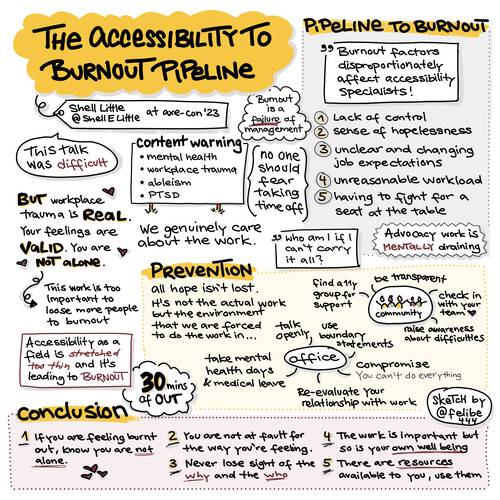 THE ACCESSIBILITY TO
BURNOUT PIPELINE
Shell Little
@ShellELittle
at axe-con '23
This talk
was difficult
content warning
• mental health
• workplace trauma
• ableism
• PTSD
Burnout
is a
failure of
management
no one
should
fear
taking
time off
BUT workplace
trauma is REAL.
Your feelings are
VALID. You are
NOT ALONE.
We genuinely care
about the work.
"who am I if I
can't carry
it all?
This work is too
important to
loose more people
to burnout
Accessibility as a
field is stretched
too thin and it's
leading to BURNOUT
PIPELINE TO BURNOUT
" Burnout factors
disproportionately
affect accessibility
specialists!
1 Lack of control
2 sense of hopelessness
3 unclear and changing
job expectations
4 unreasonable workload
5 having to fight for a
seat at the table
Advocacy work is
MENTALLY draining
PREVENTION
all hope isn't lost.
It's not the actual work
but the environment
that we are forced
to do the work in...
30 mins
of OUT
find a11y
group for
support
be transparent
community
check in
with your
team
raise awareness
about difficulties
talk
openly
use
boundary
statements
office
take mental
health days
& medical leave
compromise
You can't do everything
Re-evaluate your
relationship with work
Sketch by
@felibe
444
conclusion
1 If you are feeling burnt
out, know you are not
alone.
2 You are not at fault for
the way you're feeling.
3 Never lose sight of the
why and the who
4 The work is important but
so is your own well being
5 There are resources
available to you, use them